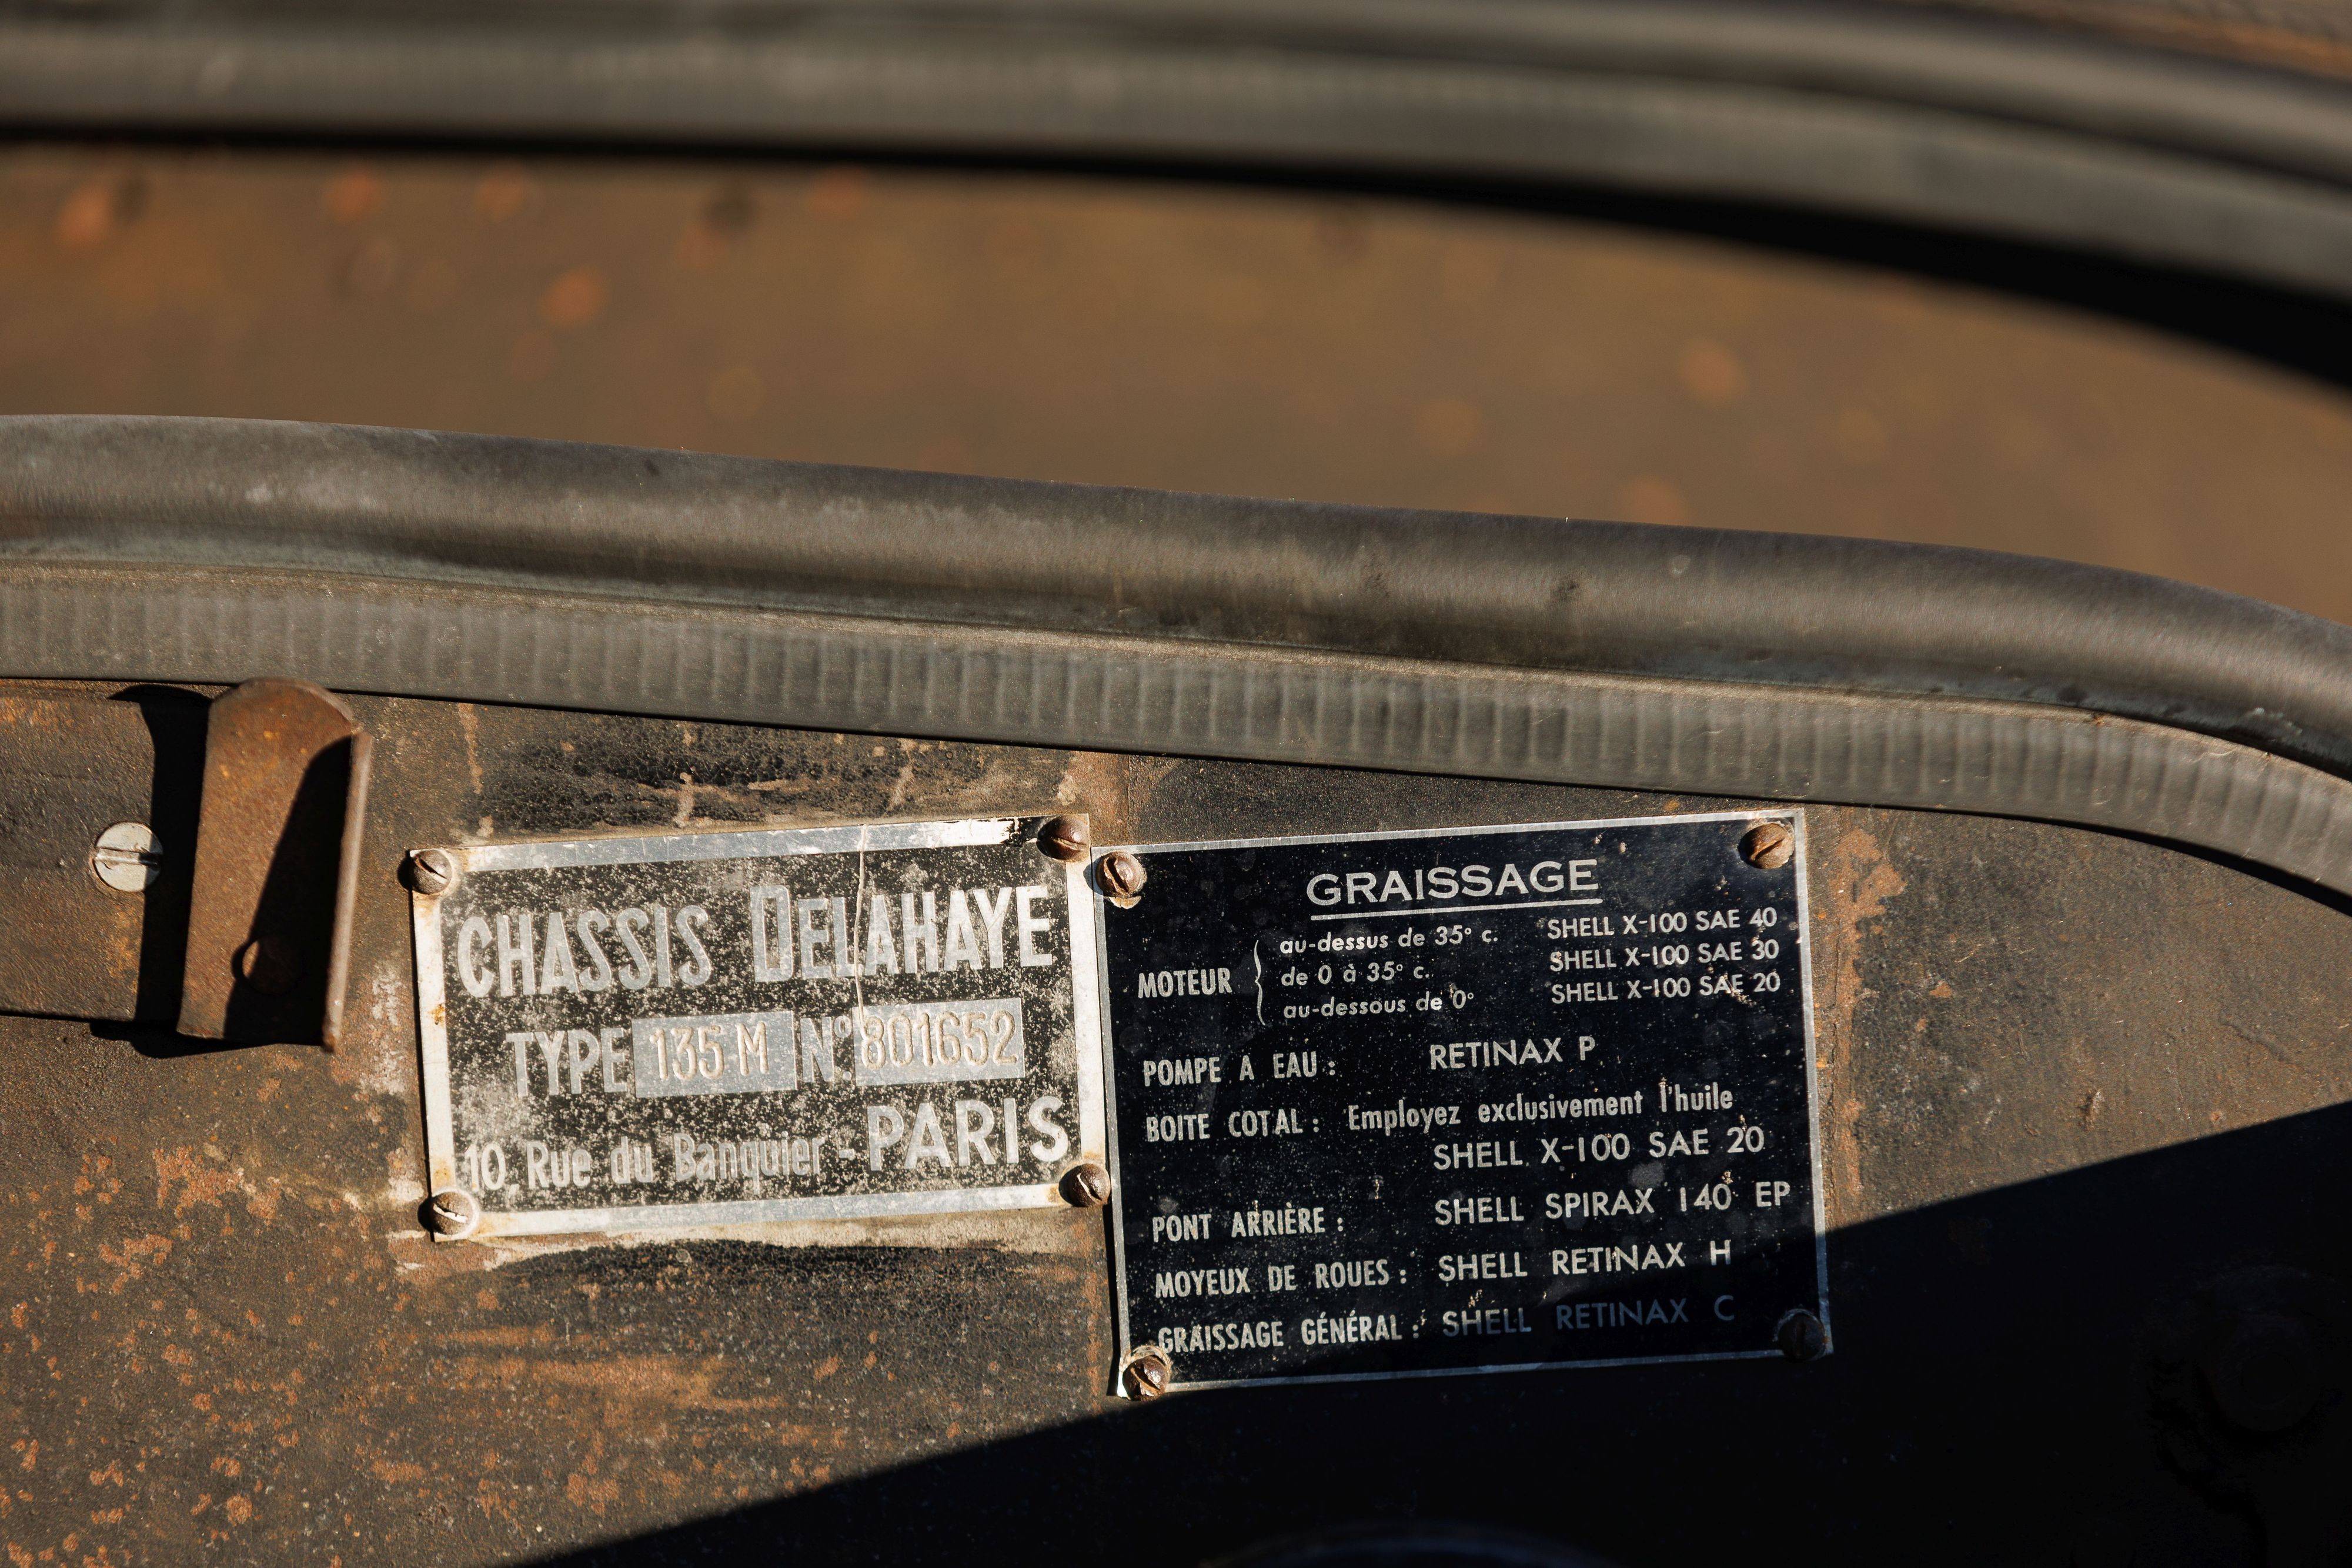 CHASSIS DELAHAYE
TYPE 135 M N° 801652
10, Rue du Banquier - PARIS
GRAISSAGE
MOTEUR { au-dessus de 35° c. SHELL X-100 SAE 40
de 0 à 35° c. SHELL X-100 SAE 30
au-dessous de 0° SHELL X-100 SAE 20
POMPE A EAU : RETINAX P
BOITE COTAL : Employez exclusivement l'huile
SHELL X-100 SAE 20
PONT ARRIÈRE : SHELL SPIRAX 140 EP
MOYEUX DE ROUES : SHELL RETINAX H
GRAISSAGE GÉNÉRAL : SHELL RETINAX C